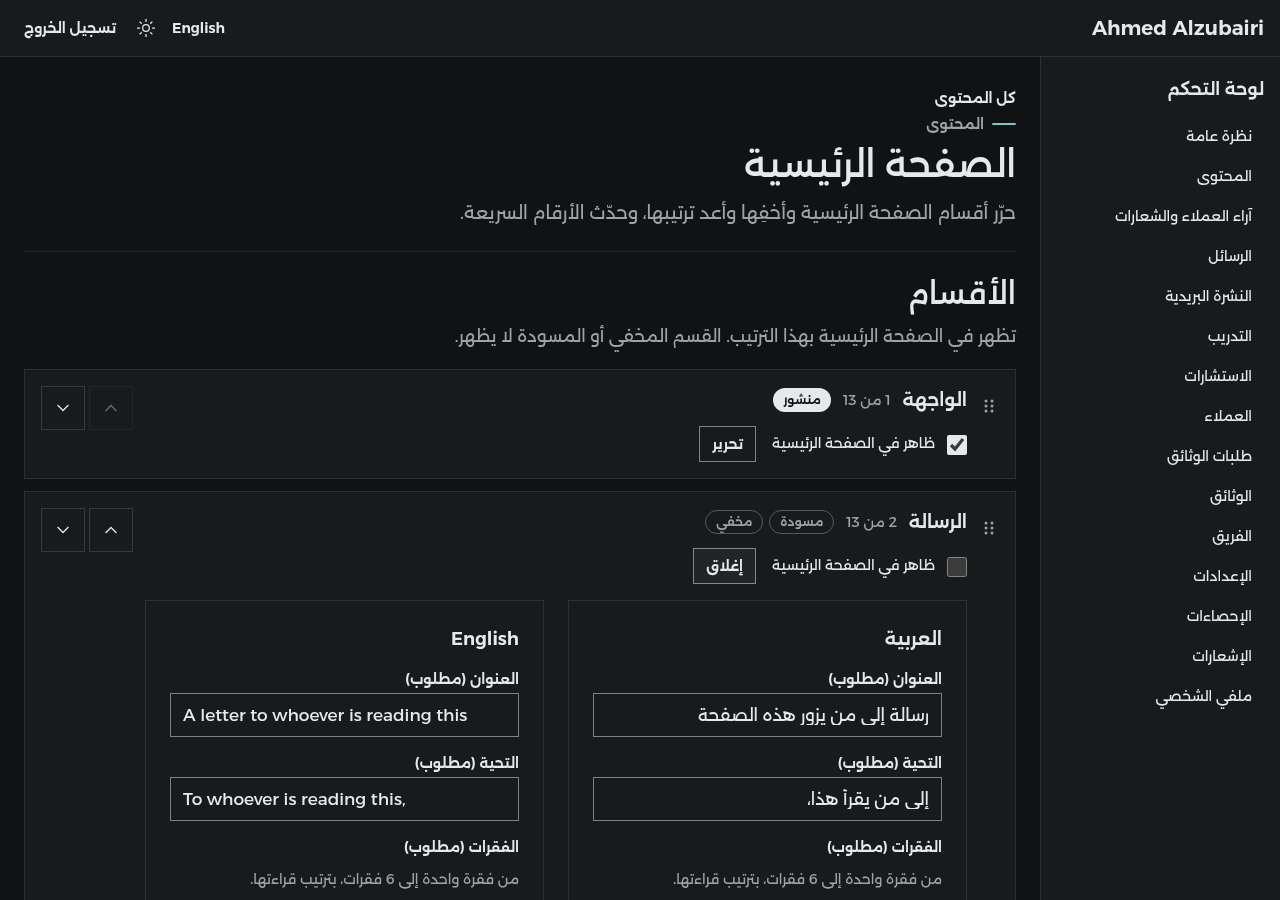 Ahmed Alzubairi
English
تسجيل الخروج
لوحة التحكم
نظرة عامة
المحتوى
آراء العملاء والشعارات
الرسائل
النشرة البريدية
التدريب
الاستشارات
العملاء
طلبات الوثائق
الوثائق
الفريق
الإعدادات
الإحصاءات
الإشعارات
ملفي الشخصي
كل المحتوى
المحتوى
الصفحة الرئيسية
حرّر أقسام الصفحة الرئيسية وأخفِها وأعد ترتيبها، وحدّث الأرقام السريعة.
الأقسام
تظهر في الصفحة الرئيسية بهذا الترتيب. القسم المخفي أو المسودة لا يظهر.
الواجهة 1 من 13 منشور
ظاهر في الصفحة الرئيسية تحرير
الرسالة 2 من 13 مسودة مخفي
ظاهر في الصفحة الرئيسية إغلاق
العربية
العنوان (مطلوب)
رسالة إلى من يزور هذه الصفحة
التحية (مطلوب)
إلى من يقرأ هذا،
الفقرات (مطلوب)
من فقرة واحدة إلى 6 فقرات، بترتيب قراءتها.
English
العنوان (مطلوب)
A letter to whoever is reading this
التحية (مطلوب)
To whoever is reading this,
الفقرات (مطلوب)
من فقرة واحدة إلى 6 فقرات، بترتيب قراءتها.